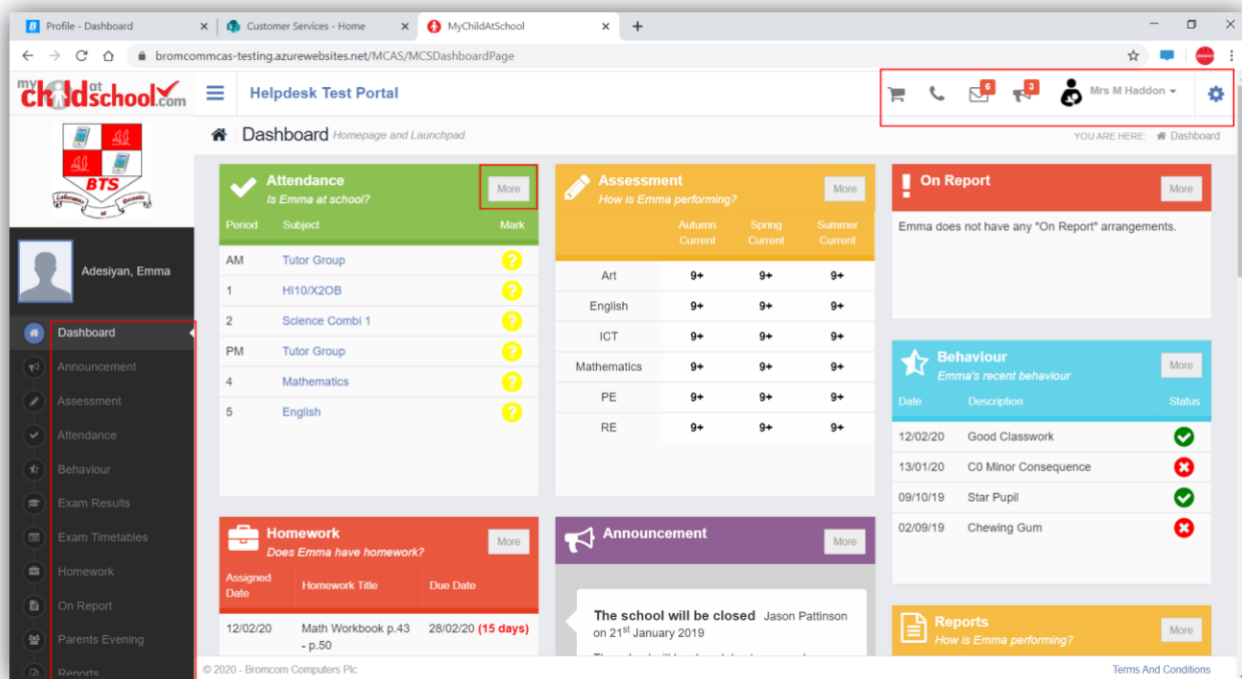 Profile - Dashboard
Customer Services - Home
MyChildAtSchool
bromcommcas-testing.azurewebsites.net/MCAS/MCSDashboardPage
my child at school.com
Helpdesk Test Portal
6
3
Mrs M Haddon
Dashboard Homepage and Launchpad
YOU ARE HERE: Dashboard
BTS
Adesiyan, Emma
Dashboard
Announcement
Assessment
Attendance
Behaviour
Exam Results
Exam Timetables
Homework
On Report
Parents Evening
Reports
Attendance
More
Is Emma at school?
Period Subject Mark
AM Tutor Group ?
1 HI10/X2OB ?
2 Science Combi 1 ?
PM Tutor Group ?
4 Mathematics ?
5 English ?
Assessment
More
How is Emma performing?
Autumn Spring Summer
Current Current Current
Art 9+ 9+ 9+
English 9+ 9+ 9+
ICT 9+ 9+ 9+
Mathematics 9+ 9+ 9+
PE 9+ 9+ 9+
RE 9+ 9+ 9+
On Report
More
Emma does not have any "On Report" arrangements.
Behaviour
More
Emma's recent behaviour
Date Description Status
12/02/20 Good Classwork
13/01/20 C0 Minor Consequence
09/10/19 Star Pupil
02/09/19 Chewing Gum
Homework
More
Does Emma have homework?
Assigned Date Homework Title Due Date
12/02/20 Math Workbook p.43 28/02/20 (15 days)
- p.50
Announcement
More
The school will be closed Jason Pattinson
on 21st January 2019
Reports
More
How is Emma performing?
© 2020 - Bromcom Computers Plc
Terms And Conditions